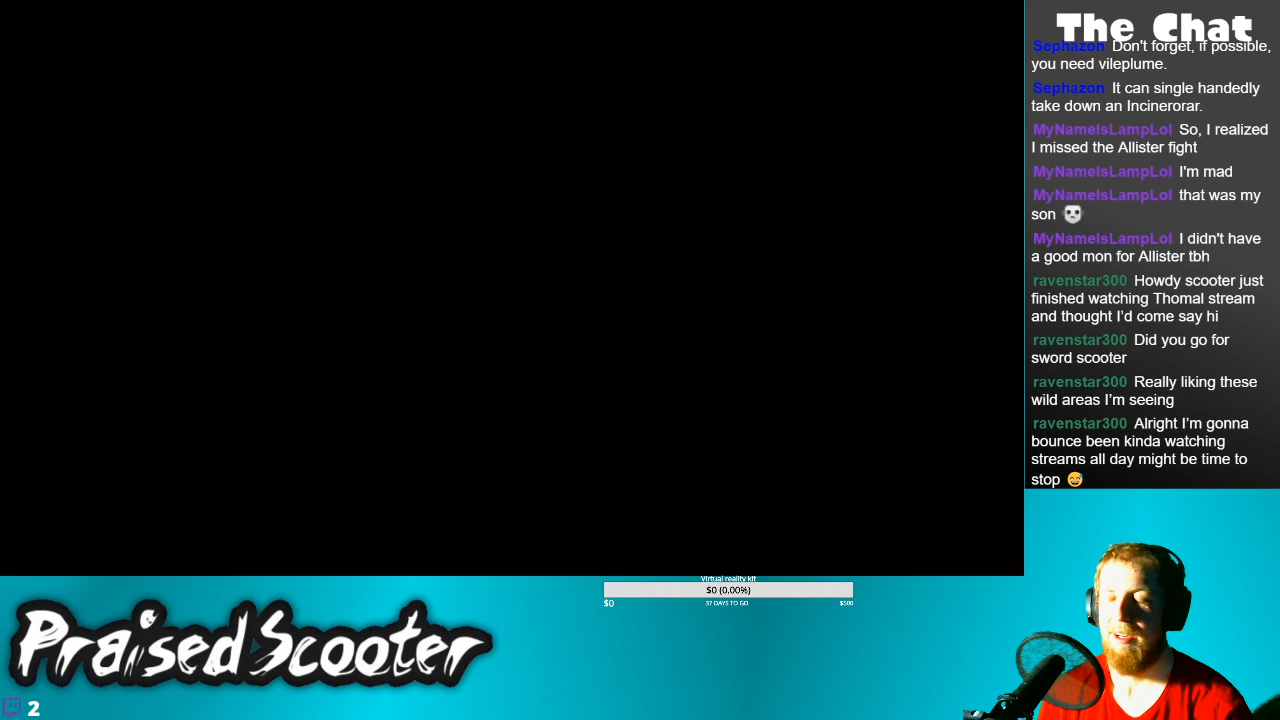 The Chat
Sephazon Don't forget, if possible,
you need vileplume.
Sephazon It can single handedly
take down an Incinerorar.
MyNameIsLampLol So, I realized
I missed the Allister fight
MyNameIsLampLol I'm mad
MyNameIsLampLol that was my
son
MyNameIsLampLol I didn't have
a good mon for Allister tbh
ravenstar300 Howdy scooter just
finished watching Thomal stream
and thought I'd come say hi
ravenstar300 Did you go for
sword scooter
ravenstar300 Really liking these
wild areas I'm seeing
ravenstar300 Alright I'm gonna
bounce been kinda watching
streams all day might be time to
stop 😅
Virtual reality kit
$0 (0.00%)
$0 37 DAYS TO GO $500
Praised Scooter
2